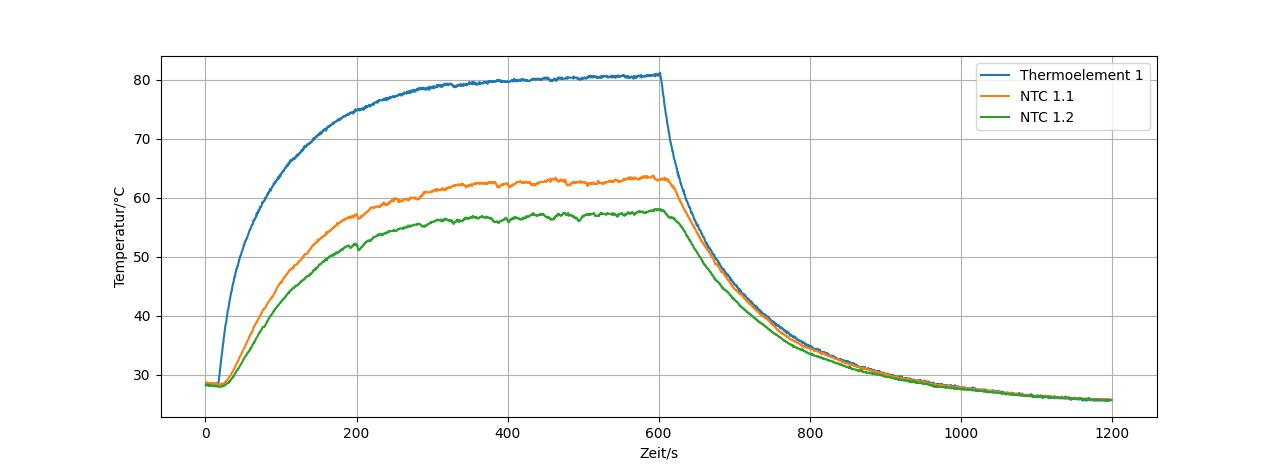 Thermoelement 1
NTC 1.1
NTC 1.2
80
70
60
50
40
30
Temperatur/°C
0 200 400 600 800 1000 1200
Zeit/s